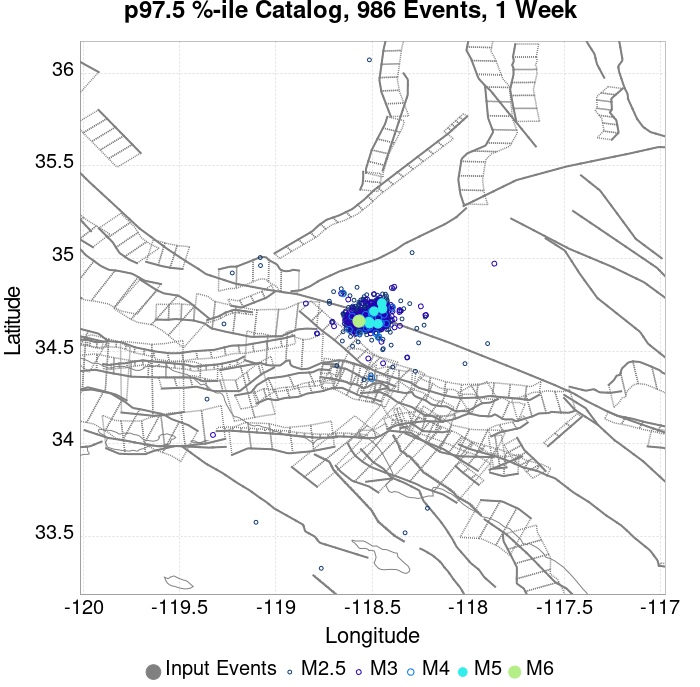 p97.5 %-ile Catalog, 986 Events, 1 Week
36
35.5
35
34.5
34
33.5
Latitude
-120
-119.5
-119
-118.5
-118
-117.5
-117
Longitude
Input Events
M2.5
M3
M4
M5
M6